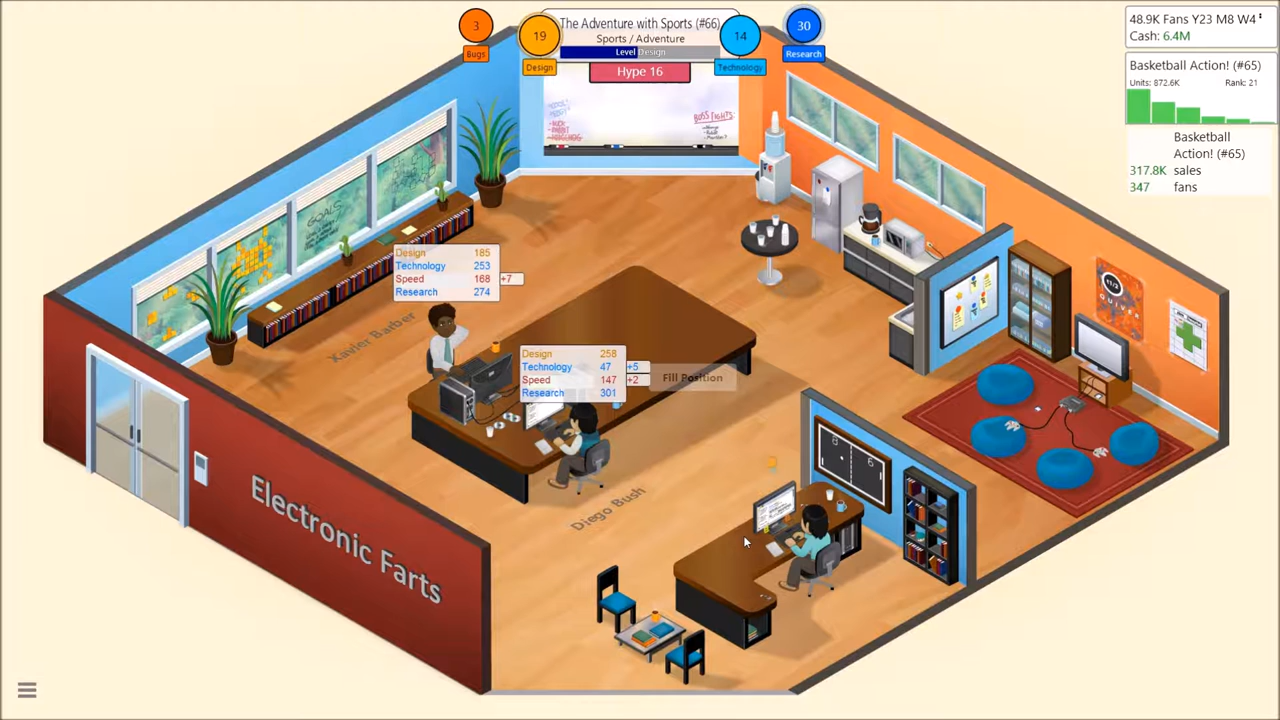 3
Bugs
19
Design
The Adventure with Sports (#66)
Sports / Adventure
Level Design
Hype 16
14
Technology
30
Research
48.9K Fans Y23 M8 W4
Cash: 6.4M
Basketball Action! (#65)
Units: 872.6K Rank: 21
Basketball
Action! (#65)
317.8K sales
347 fans
BOSS FIGHTS
GOALS
Design 185
Technology 253
Speed 168 +7
Research 274
Xavier Barber
Design 258
Technology 47 +5
Speed 147 +2
Research 301
Fill Position
Diego Bush
QUIVER
8 6
Electronic Farts